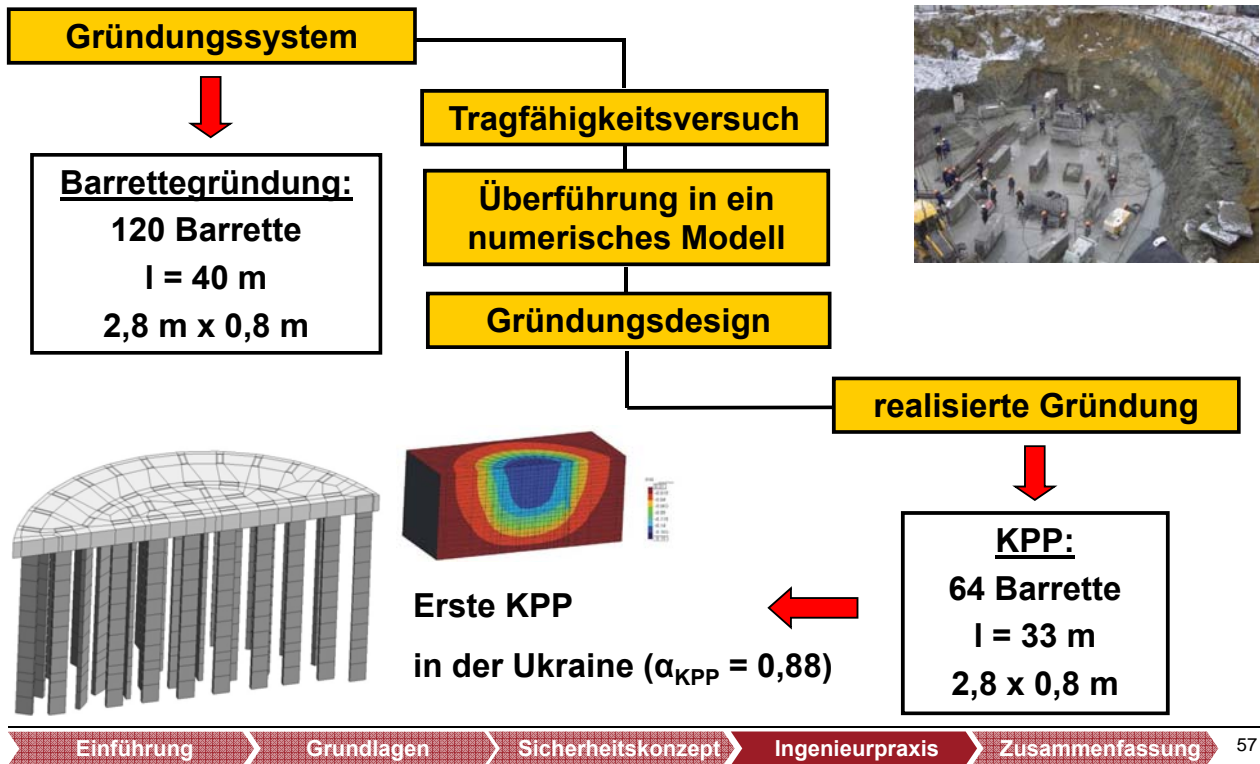 Gründungssystem
Barrettegründung:
120 Barrette
l = 40 m
2,8 m x 0,8 m
Tragfähigkeitsversuch
Überführung in ein
numerisches Modell
Gründungsdesign
realisierte Gründung
KPP:
64 Barrette
l = 33 m
2,8 x 0,8 m
Erste KPP
in der Ukraine (αKPP = 0,88)
Einführung
Grundlagen
Sicherheitskonzept
Ingenieurpraxis
Zusammenfassung
57